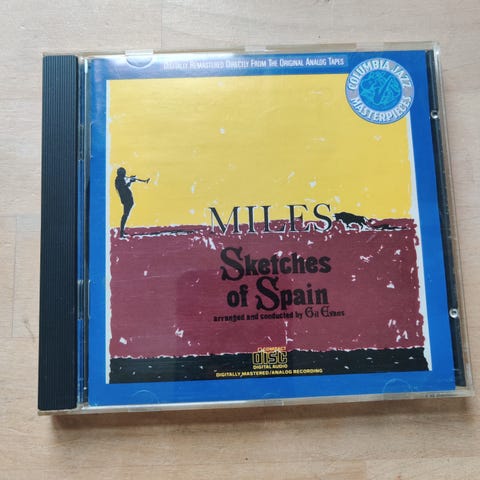 DIGITALLY REMASTERED DIRECTLY FROM THE ORIGINAL ANALOG TAPES
COLUMBIA JAZZ
MASTERPIECES
MILES
Sketches
of Spain
arranged and conducted by Gil Evans
COMPACT
DISC
DIGITAL AUDIO
DIGITALLY MASTERED/ANALOG RECORDING